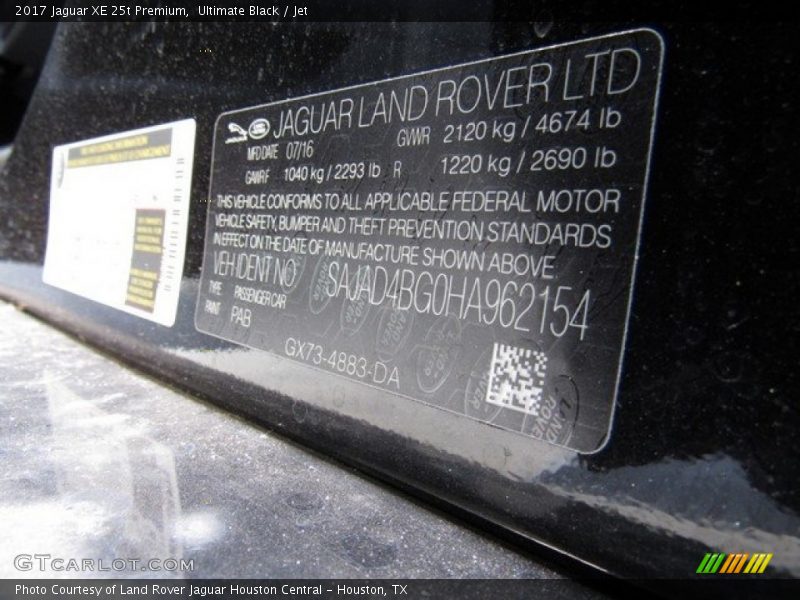 2017 Jaguar XE 25t Premium, Ultimate Black / Jet
JAGUAR LAND ROVER LTD
MFD DATE 07/16 GWR 2120 kg / 4674 lb
GAWR F 1040 kg / 2293 lb R 1220 kg / 2690 lb
THIS VEHICLE CONFORMS TO ALL APPLICABLE FEDERAL MOTOR
VEHICLE SAFETY, BUMPER AND THEFT PREVENTION STANDARDS
IN EFFECT ON THE DATE OF MANUFACTURE SHOWN ABOVE
VEH IDENT NO SAJAD4BG0HA962154
TYPE PASSENGER CAR
PAINT PAB
GX73-4883-DA
LAND ROVER
GTCARLOT.COM
Photo Courtesy of Land Rover Jaguar Houston Central - Houston, TX